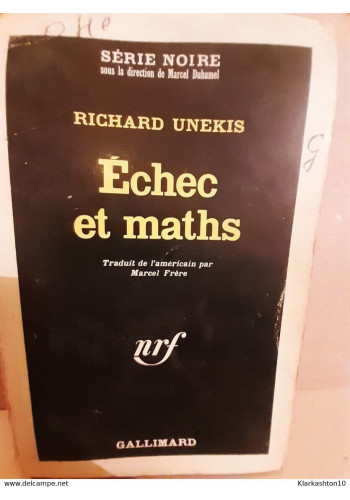 SÉRIE NOIRE
sous la direction de Marcel Duhamel
RICHARD UNEKIS
Échec
et maths
Traduit de l'américain par
Marcel Frère
nrf
GALLIMARD
Klarkashton10
www.delcampe.net